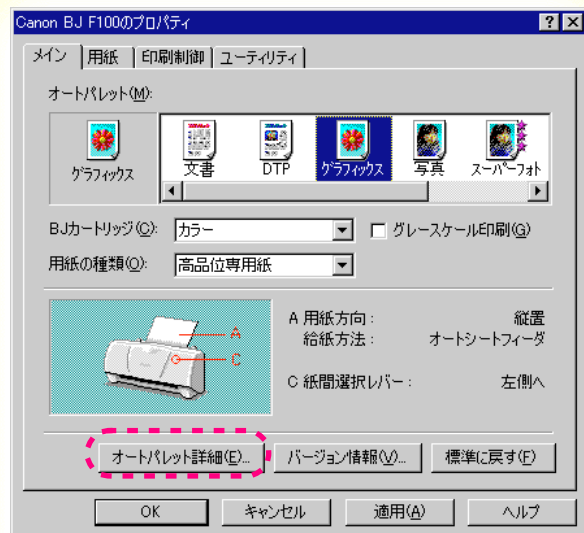 Canon BJ F100のプロパティ
メイン 用紙 印刷制御 ユーティリティ
オートパレット(M):
グラフィックス 文書 DTP グラフィックス 写真 スーパーフォト
BJカートリッジ(C): カラー グレースケール印刷(G)
用紙の種類(O): 高品位専用紙
A 用紙方向: 縦置
A
給紙方法: オートシートフィーダ
C
C 紙間選択レバー: 左側へ
オートパレット詳細(E)... バージョン情報(V)... 標準に戻す(F)
OK キャンセル 適用(A) ヘルプ